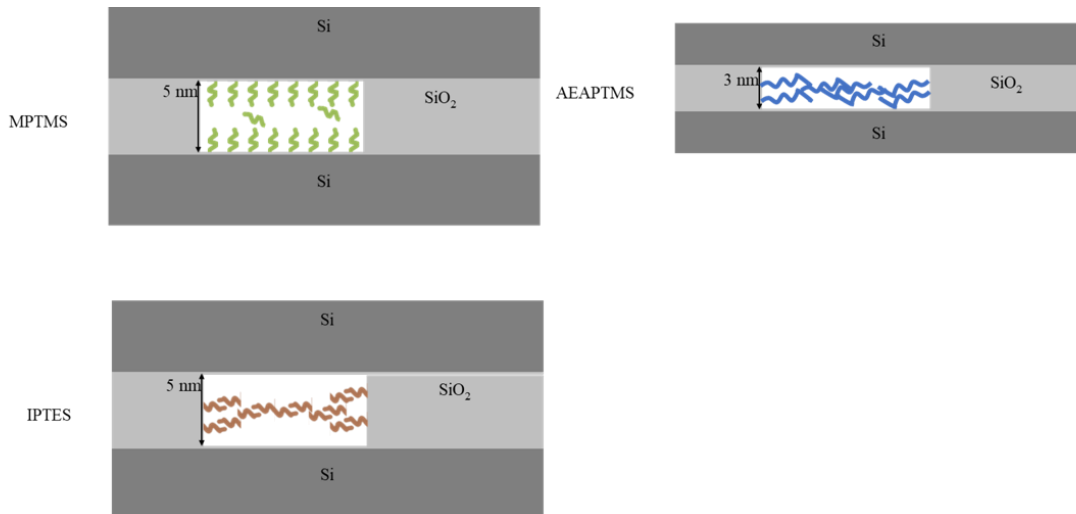 Si
5 nm
SiO2
MPTMS
Si
Si
3 nm
SiO2
AEAPTMS
Si
Si
5 nm
SiO2
IPTES
Si